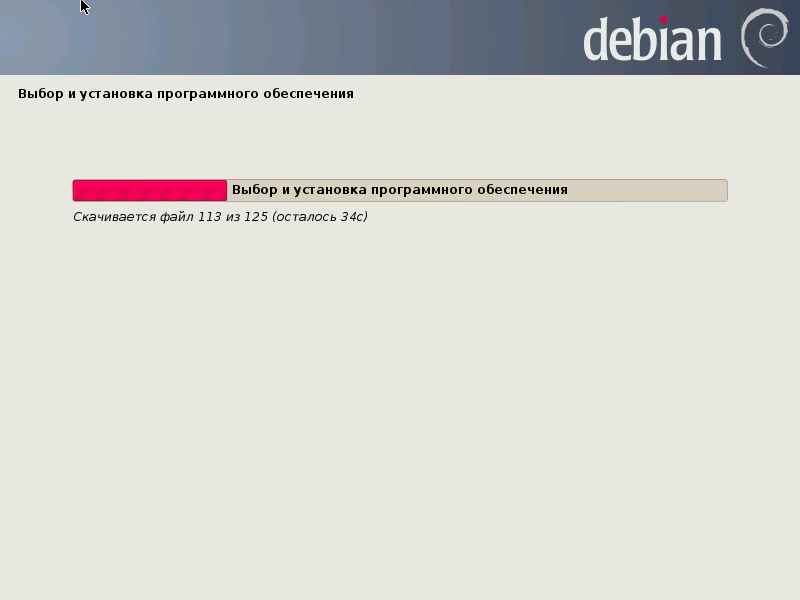 debian
Выбор и установка программного обеспечения
Выбор и установка программного обеспечения
Скачивается файл 113 из 125 (осталось 34с)